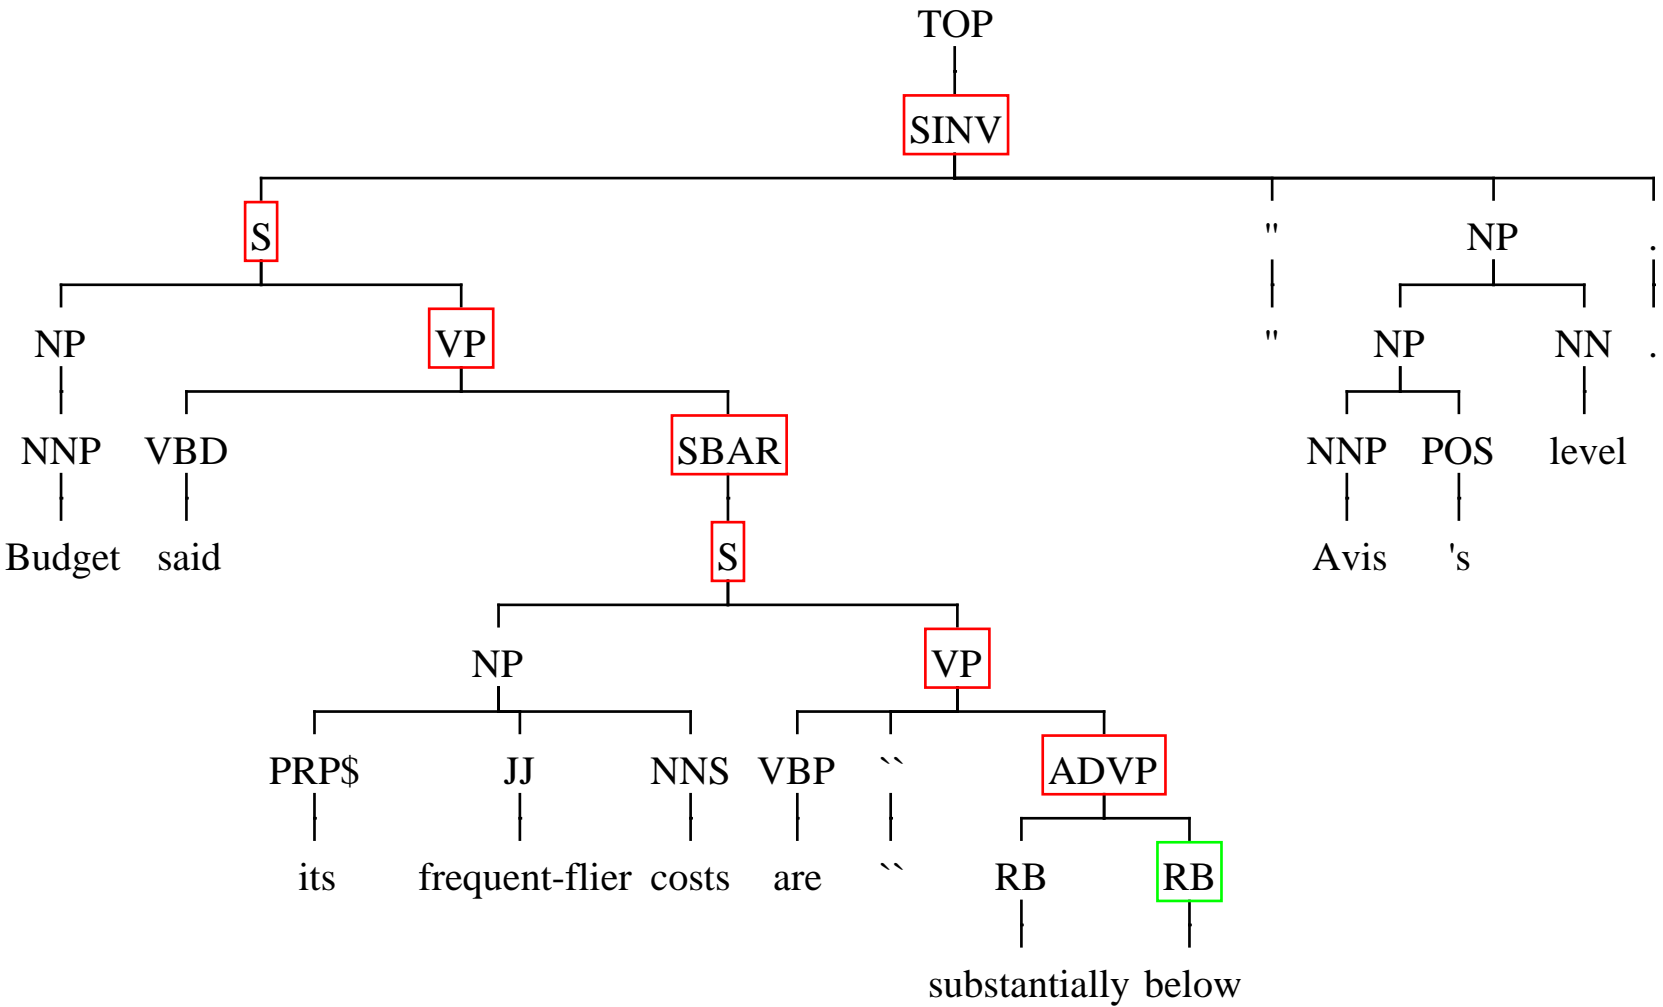 TOP
SINV
S '' NP .
NP VP '' NP NN .
NNP VBD SBAR NNP POS level
Budget said S Avis 's
NP VP
PRP$ JJ NNS VBP `` ADVP
its frequent-flier costs are `` RB RB
substantially below